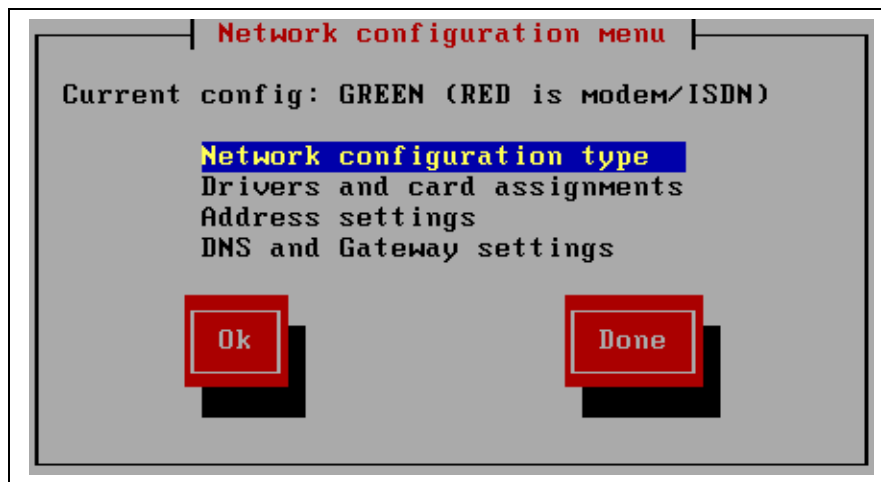 Network configuration menu
Current config: GREEN (RED is modem/ISDN)
Network configuration type
Drivers and card assignments
Address settings
DNS and Gateway settings
Ok Done